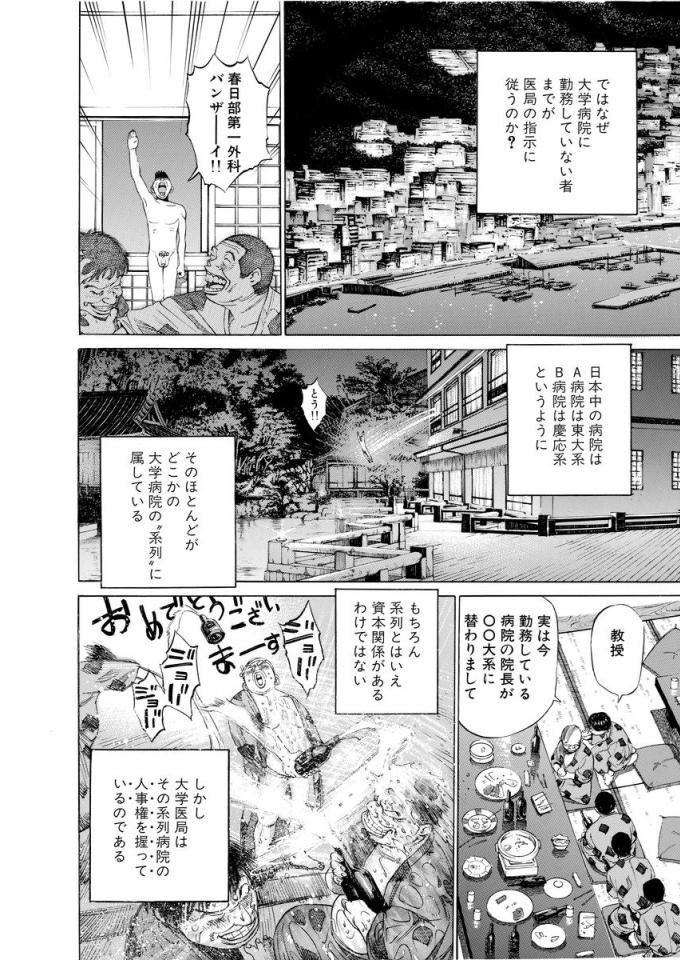 ではなぜ
大学病院に
勤務していない者
までが
医局の指示に
従うのか?
春日部第一外科
バンザーイ!!
日本中の病院は
A病院は東大系
B病院は慶応系
というように
とう!!
そのほとんどが
どこかの
大学病院の〝系列〟に
属している
教授
実は今
勤務している
病院の院長が
〇〇大系に
替わりまして
もちろん
系列とはいえ
資本関係がある
わけではない
おめでとうござい
まーす
しかし
大学医局は
その系列病院の
人事権を握って
いるのである